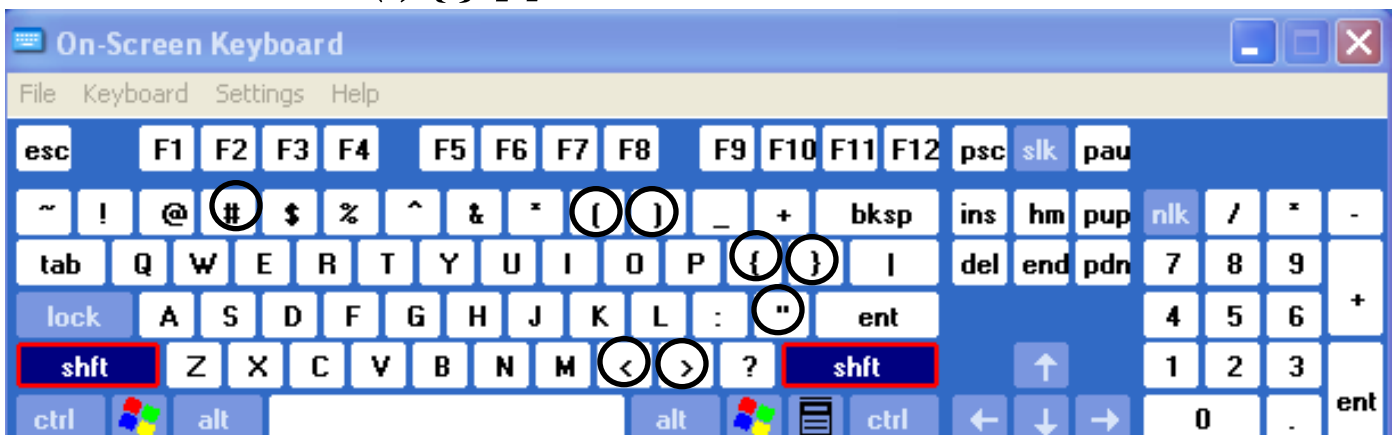 On-Screen Keyboard
File Keyboard Settings Help
esc F1 F2 F3 F4 F5 F6 F7 F8 F9 F10 F11 F12 psc slk pau
~ ! @ # $ % ^ & * ( ) _ + bksp ins hm pup nlk / * -
tab Q W E R T Y U I O P { } | del end pdn 7 8 9
lock A S D F G H J K L : " ent 4 5 6 +
shft Z X C V B N M < > ? shft ↑ 1 2 3
ctrl alt alt ctrl ← ↓ → 0 . ent